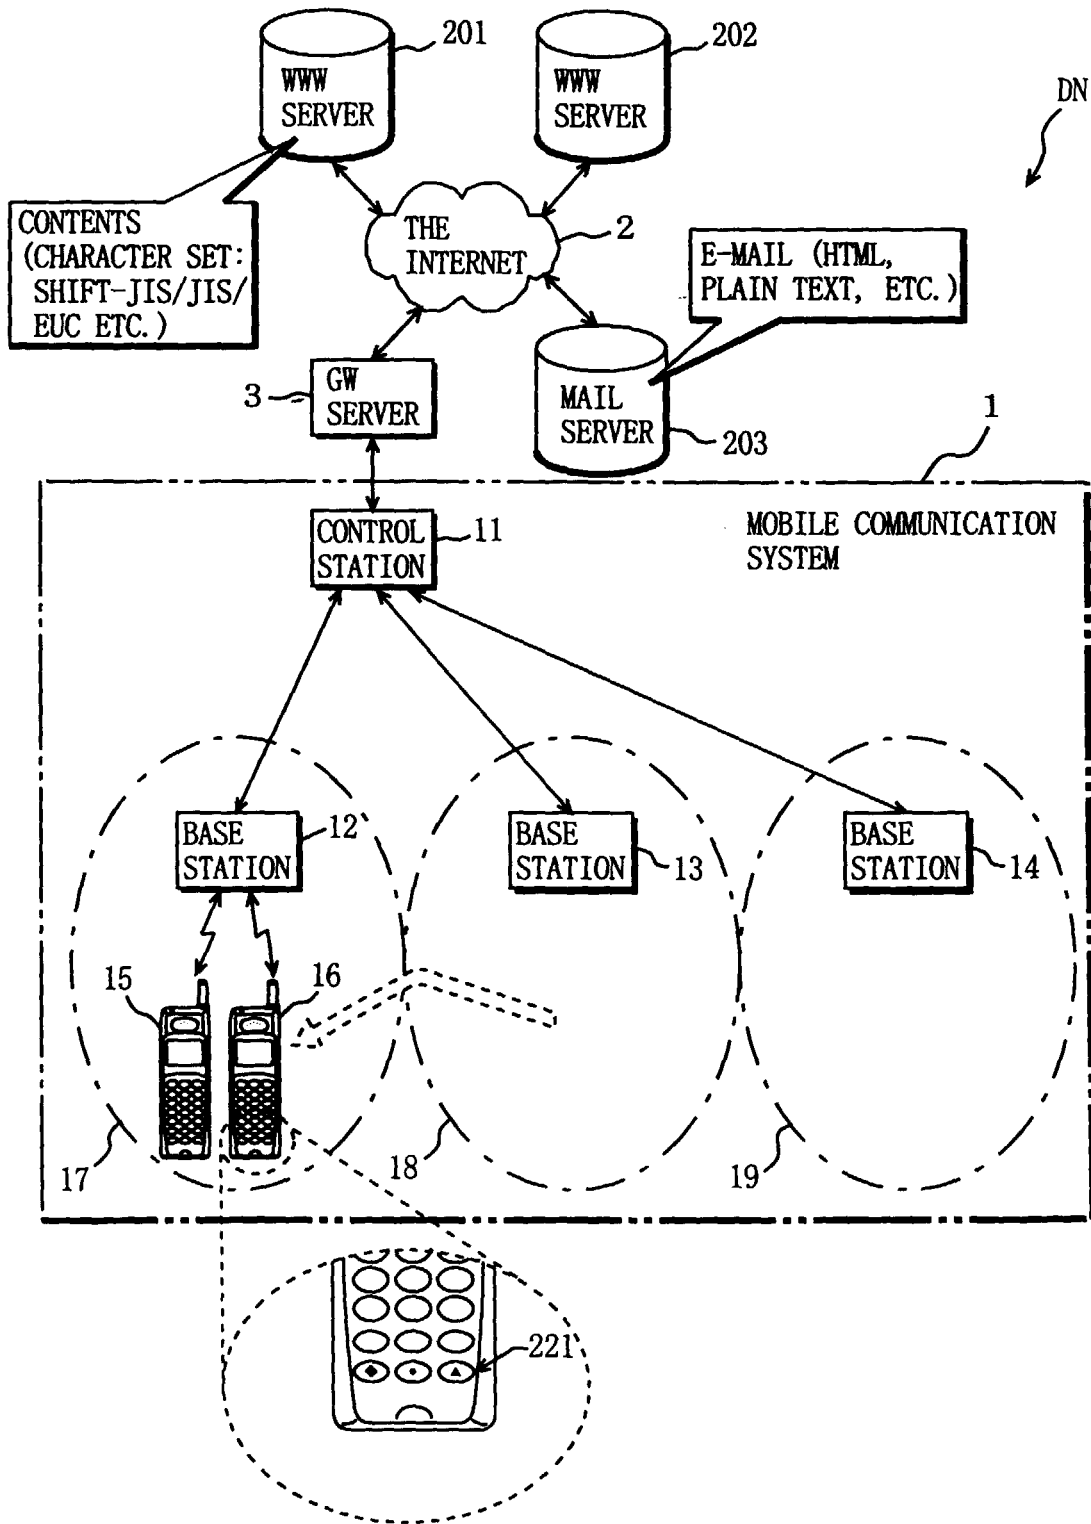 201
202
WWW
SERVER
WWW
SERVER
DN
CONTENTS
(CHARACTER SET:
SHIFT-JIS/JIS/
EUC ETC.)
THE
INTERNET
2
E-MAIL (HTML,
PLAIN TEXT, ETC.)
3
GW
SERVER
MAIL
SERVER
203
1
CONTROL
STATION
11
MOBILE COMMUNICATION
SYSTEM
BASE
STATION
12
BASE
STATION
13
BASE
STATION
14
15
16
17
18
19
221